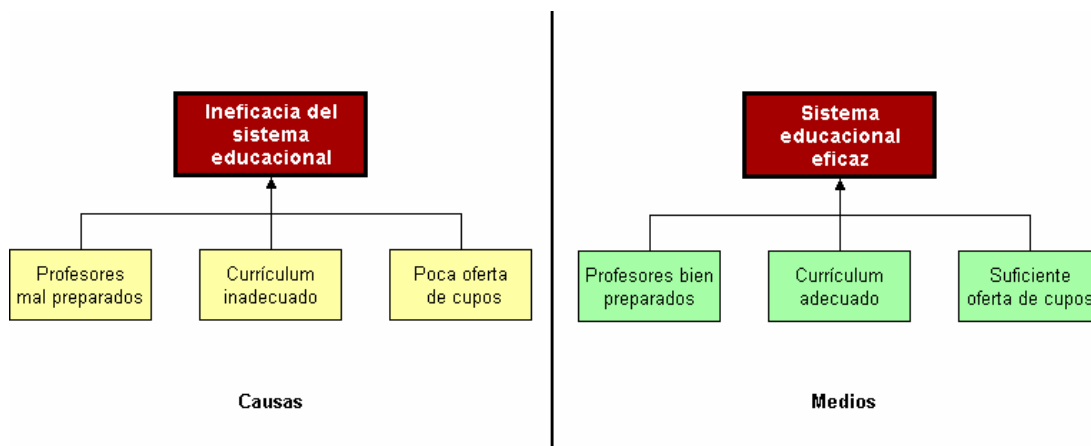 Ineficacia del
sistema
educacional
Profesores
mal preparados
Currículum
inadecuado
Poca oferta
de cupos
Causas
Sistema
educacional
eficaz
Profesores bien
preparados
Currículum
adecuado
Suficiente
oferta de cupos
Medios